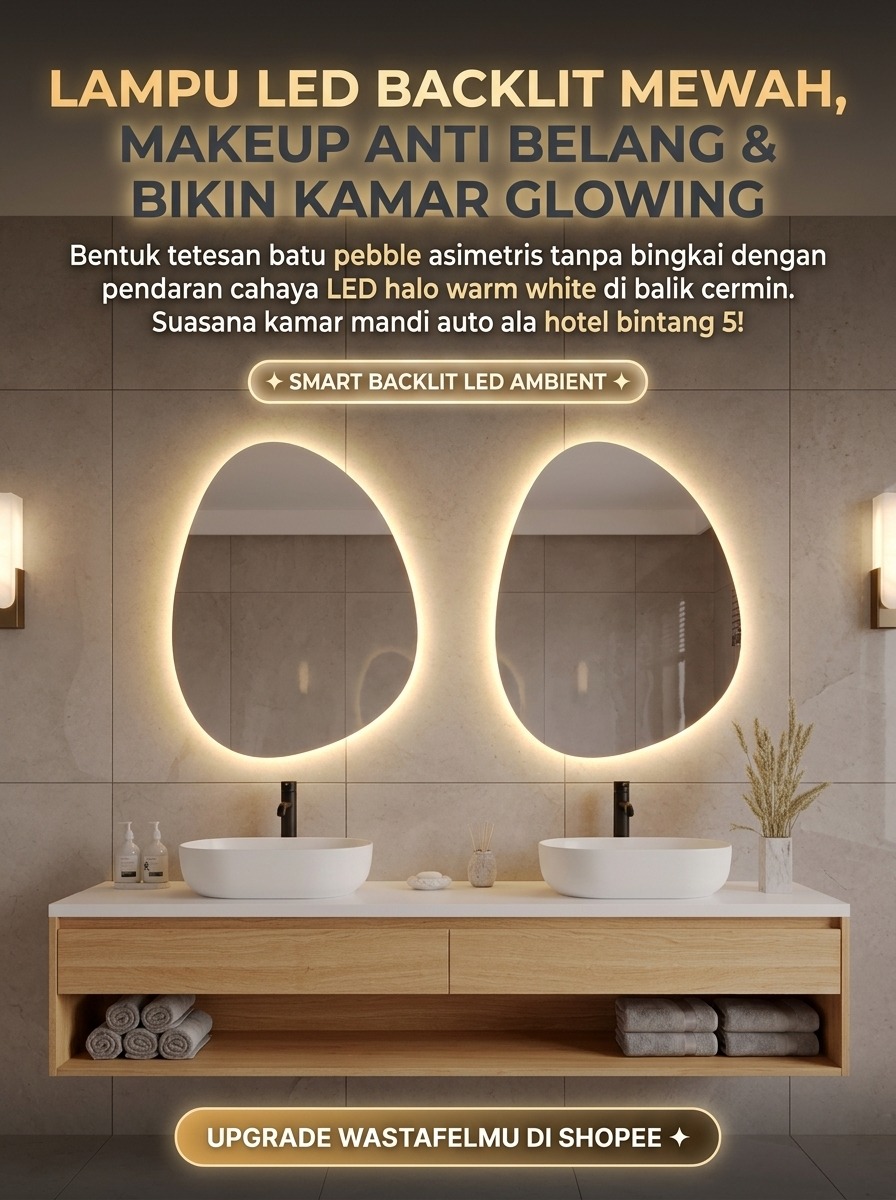 LAMPU LED BACKLIT MEWAH,
MAKEUP ANTI BELANG &
BIKIN KAMAR GLOWING
Bentuk tetesan batu pebble asimetris tanpa bingkai dengan
pendaran cahaya LED halo warm white di balik cermin.
Suasana kamar mandi auto ala hotel bintang 5!
✦ SMART BACKLIT LED AMBIENT ✦
UPGRADE WASTAFELMU DI SHOPEE ✦